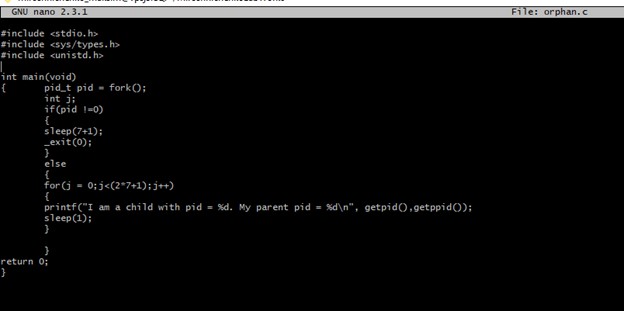 GNU nano 2.3.1 File: orphan.c
#include <stdio.h>
#include <sys/types.h>
#include <unistd.h>
int main(void)
{ pid_t pid = fork();
int j;
if(pid !=0)
{
sleep(7+1);
_exit(0);
}
else
{
for(j = 0;j<(2*7+1);j++)
{
printf("I am a child with pid = %d. My parent pid = %d\n", getpid(),getppid());
sleep(1);
}
}
return 0;
}